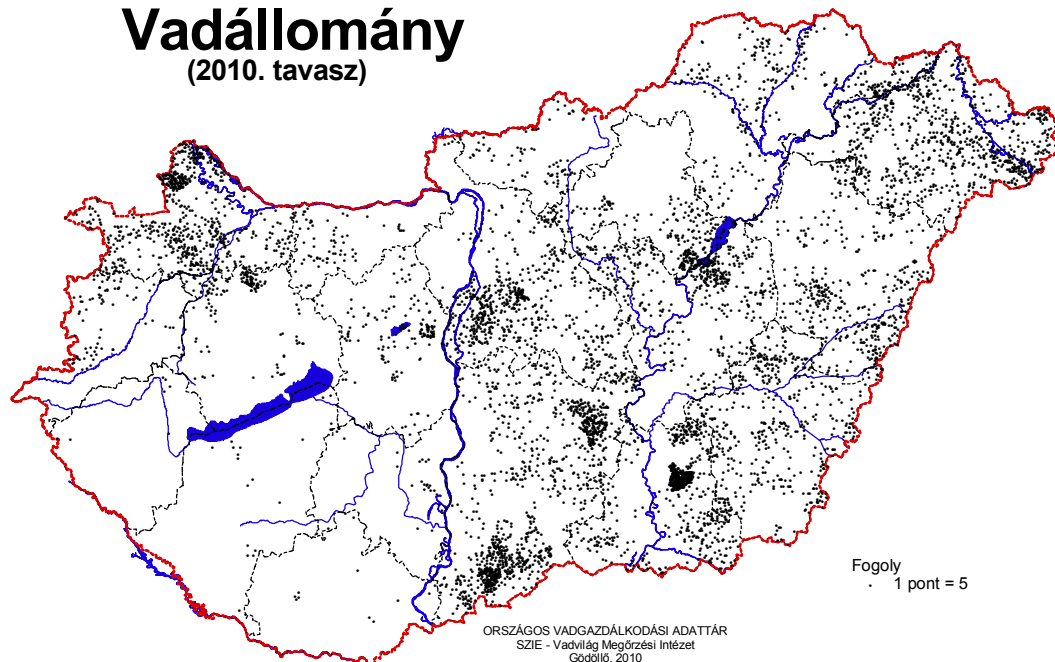 Vadállomány
(2010. tavasz)
Fogoly
1 pont = 5
ORSZÁGOS VADGAZDÁLKODÁSI ADATTÁR
SZIE - Vadvilág Megőrzési Intézet
Gödöllő, 2010